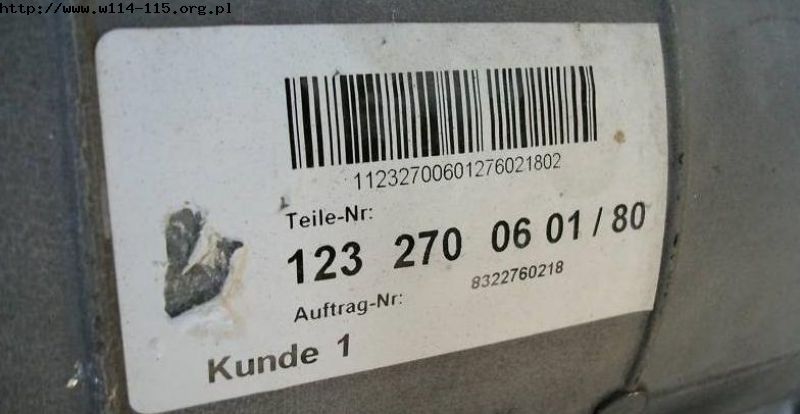 http://www.w114-115.org.pl
11232700601276021802
Teile-Nr:
123 270 06 01 / 80
Auftrag-Nr: 8322760218
Kunde 1